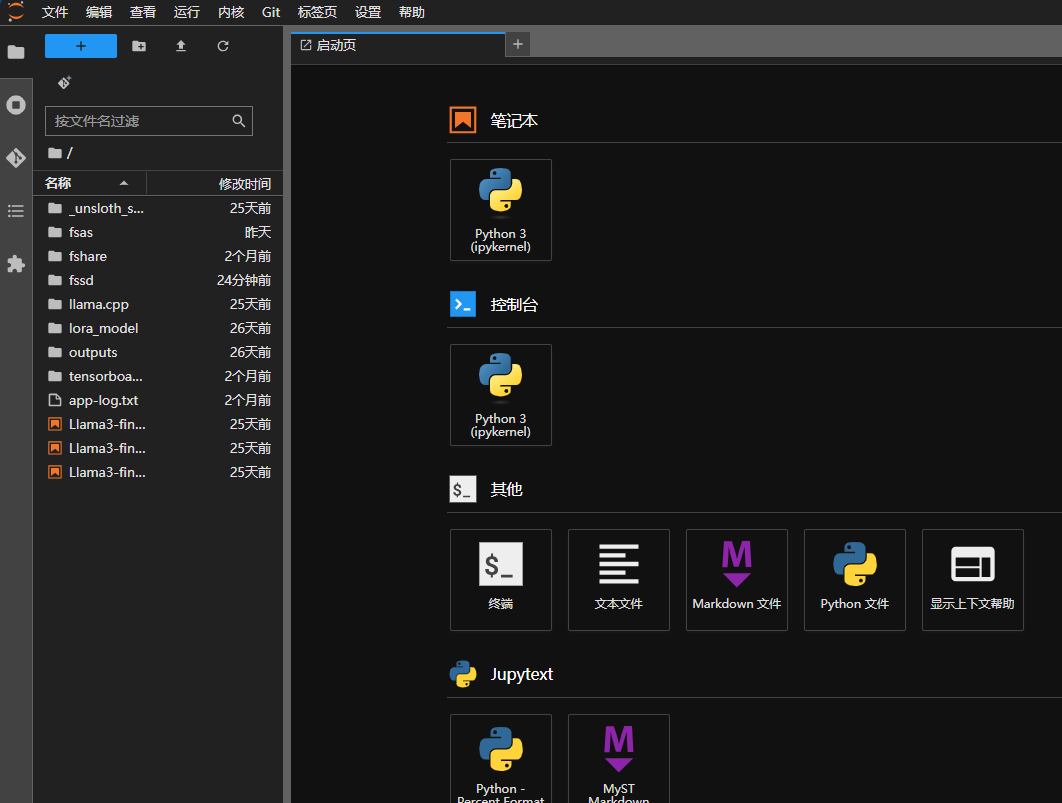 文件 编辑 查看 运行 内核 Git 标签页 设置 帮助
启动页
按文件名过滤
/
名称 修改时间
_unsloth_s... 25天前
fsas 昨天
fshare 2个月前
fssd 24分钟前
llama.cpp 25天前
lora_model 26天前
outputs 26天前
tensorboa... 2个月前
app-log.txt 2个月前
Llama3-fin... 25天前
Llama3-fin... 25天前
Llama3-fin... 25天前
笔记本
Python 3
(ipykernel)
控制台
Python 3
(ipykernel)
$_ 其他
$_
终端
文本文件
M
Markdown 文件
Python 文件
显示上下文帮助
Jupytext
Python -
Percent Format
M
MyST
Markdown